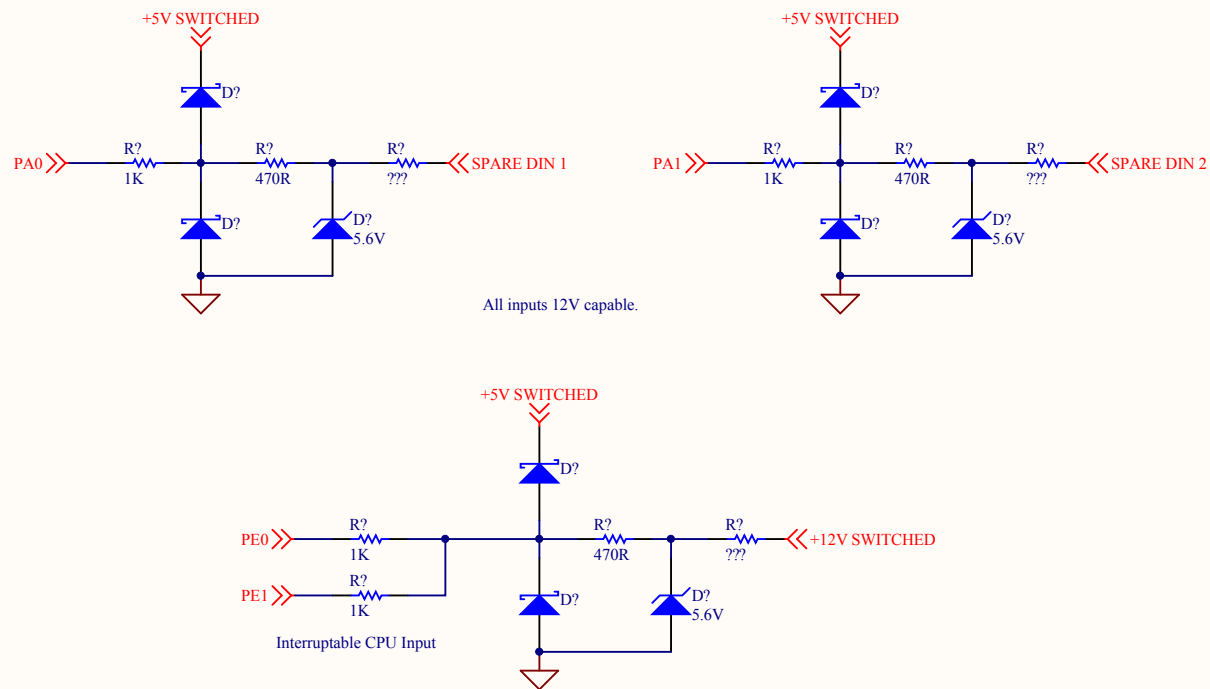 +5V SWITCHED
+5V SWITCHED
D?
D?
PA0
R?
1K
R?
470R
R?
???
SPARE DIN 1
PA1
R?
1K
R?
470R
R?
???
SPARE DIN 2
D?
D?
5.6V
D?
D?
5.6V
All inputs 12V capable.
+5V SWITCHED
D?
PE0
R?
1K
R?
470R
R?
???
+12V SWITCHED
PE1
R?
1K
D?
D?
5.6V
Interruptable CPU Input